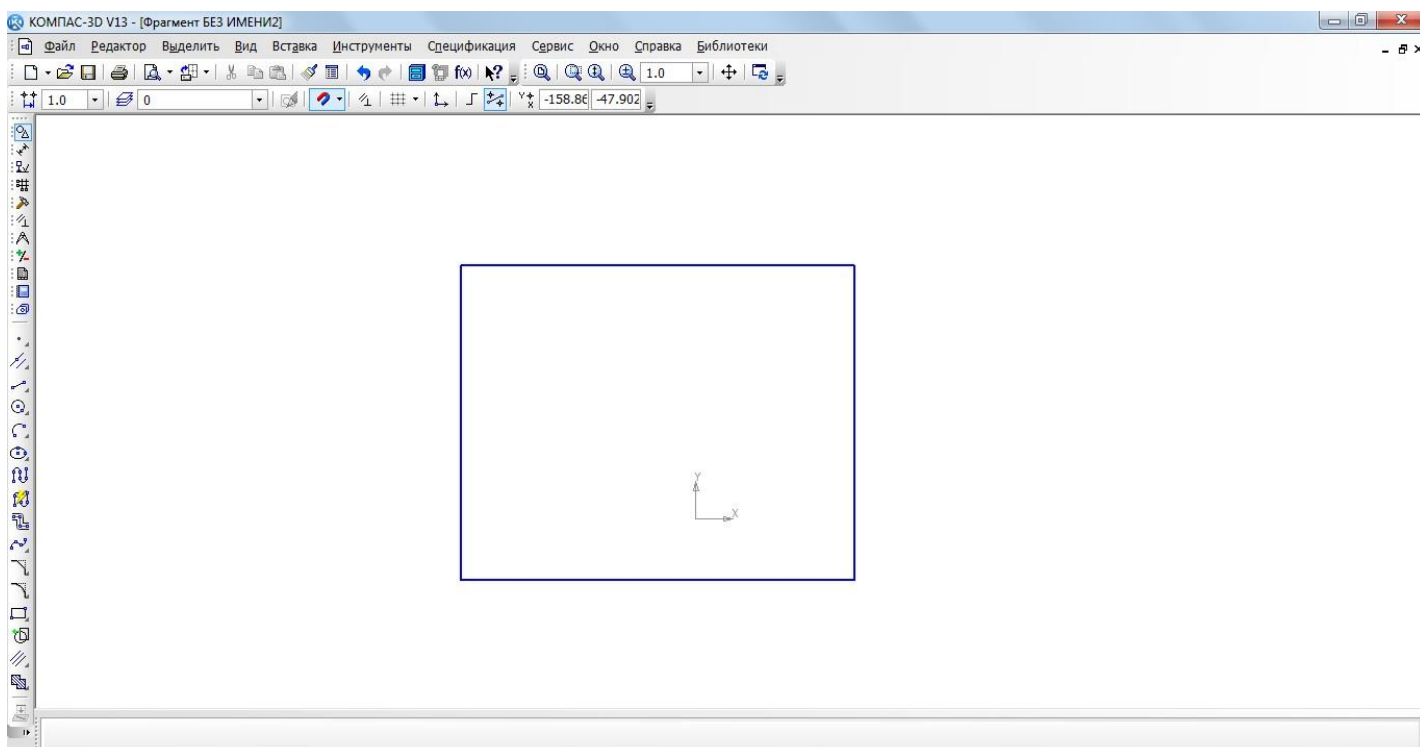 КОМПАС-3D V13 - [Фрагмент БЕЗ ИМЕНИ2]
Файл Редактор Выделить Вид Вставка Инструменты Спецификация Сервис Окно Справка Библиотеки
f(x) ? 1.0
1.0 0 Y X -158.86 -47.902
Y
X